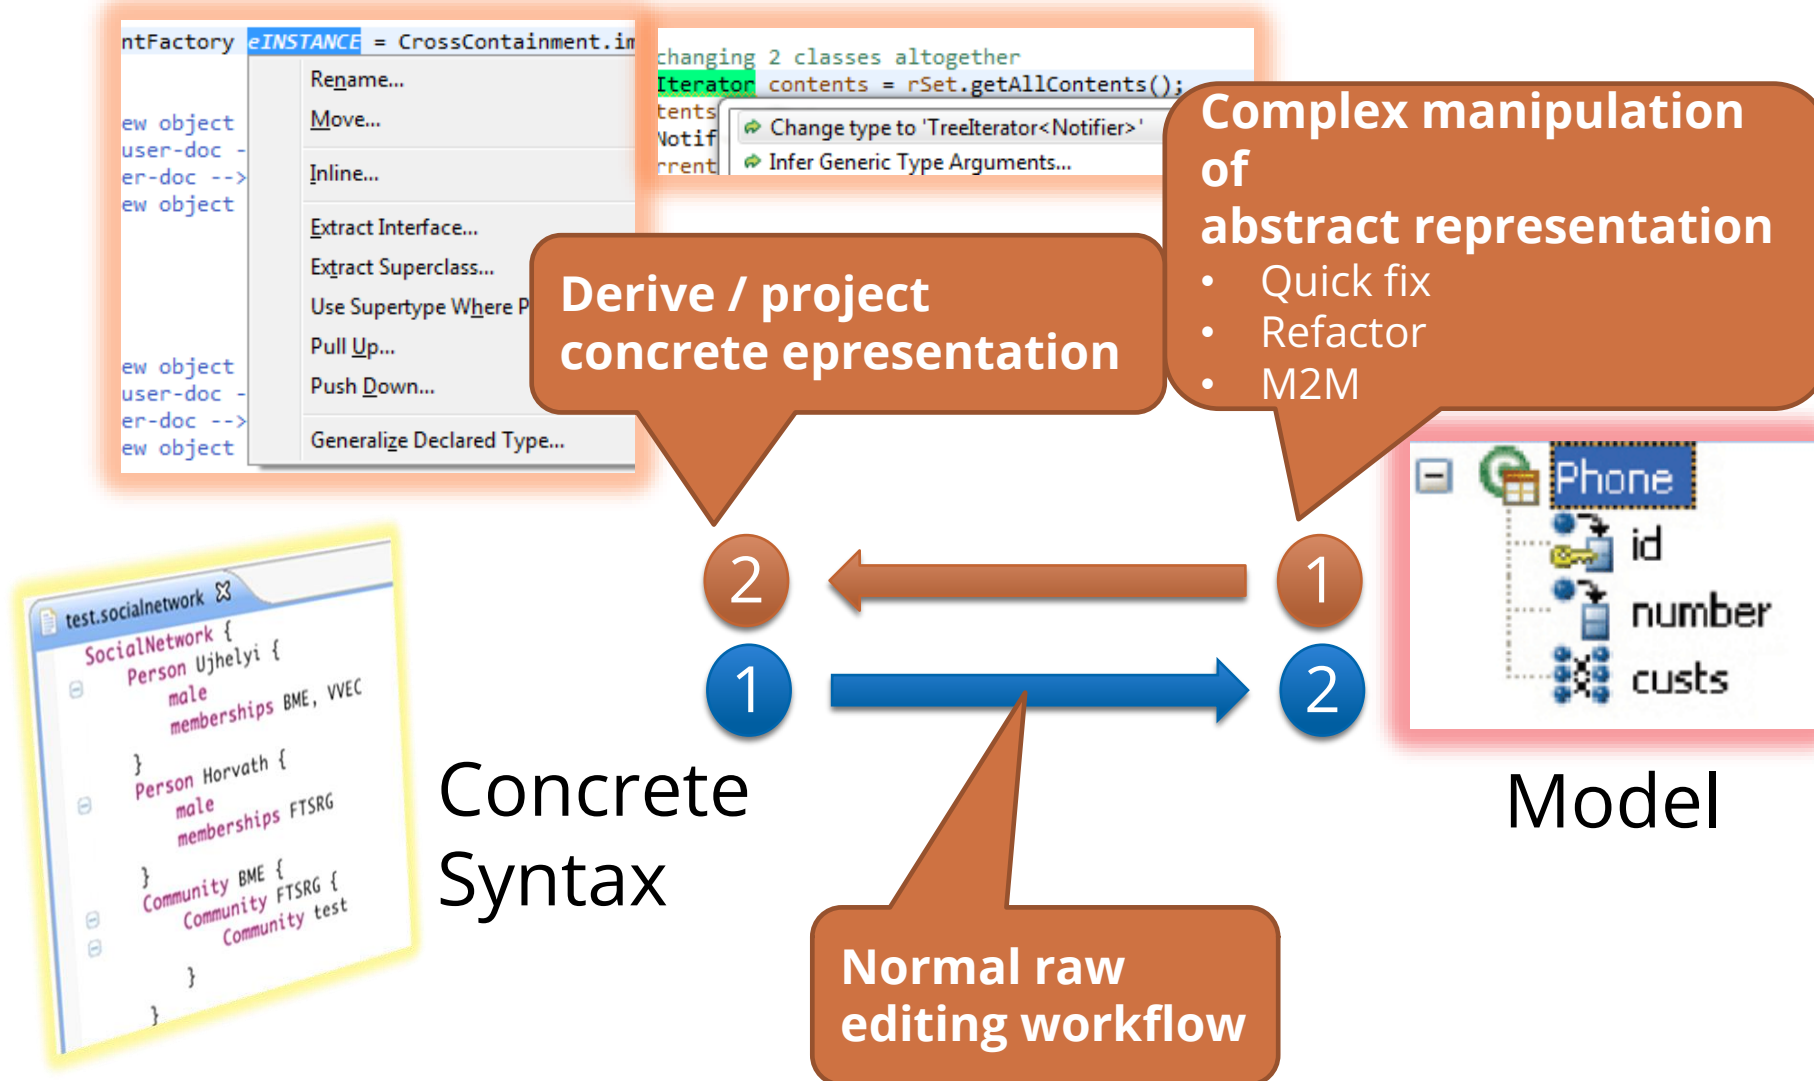 ntFactory eINSTANCE = CrossContainment.im
Rename...
ew object
Move...
user-doc -
er-doc -->
Inline...
ew object
Extract Interface...
Extract Superclass...
Use Supertype Where P
Pull Up...
ew object
Push Down...
user-doc -
er-doc -->
Generalize Declared Type...
ew object
changing 2 classes altogether
Iterator contents = rSet.getAllContents();
tents
Change type to 'TreeIterator<Notifier>'
Notif
Infer Generic Type Arguments...
rrent
Complex manipulation
of
abstract representation
• Quick fix
• Refactor
• M2M
Derive / project
concrete epresentation
2
1
1
2
Phone
id
number
custs
test.socialnetwork
SocialNetwork {
Person Ujhelyi {
male
memberships BME, VVEC
}
Person Horvath {
male
memberships FTSRG
}
Community BME {
Community FTSRG {
Community test
}
}
Concrete
Syntax
Model
Normal raw
editing workflow